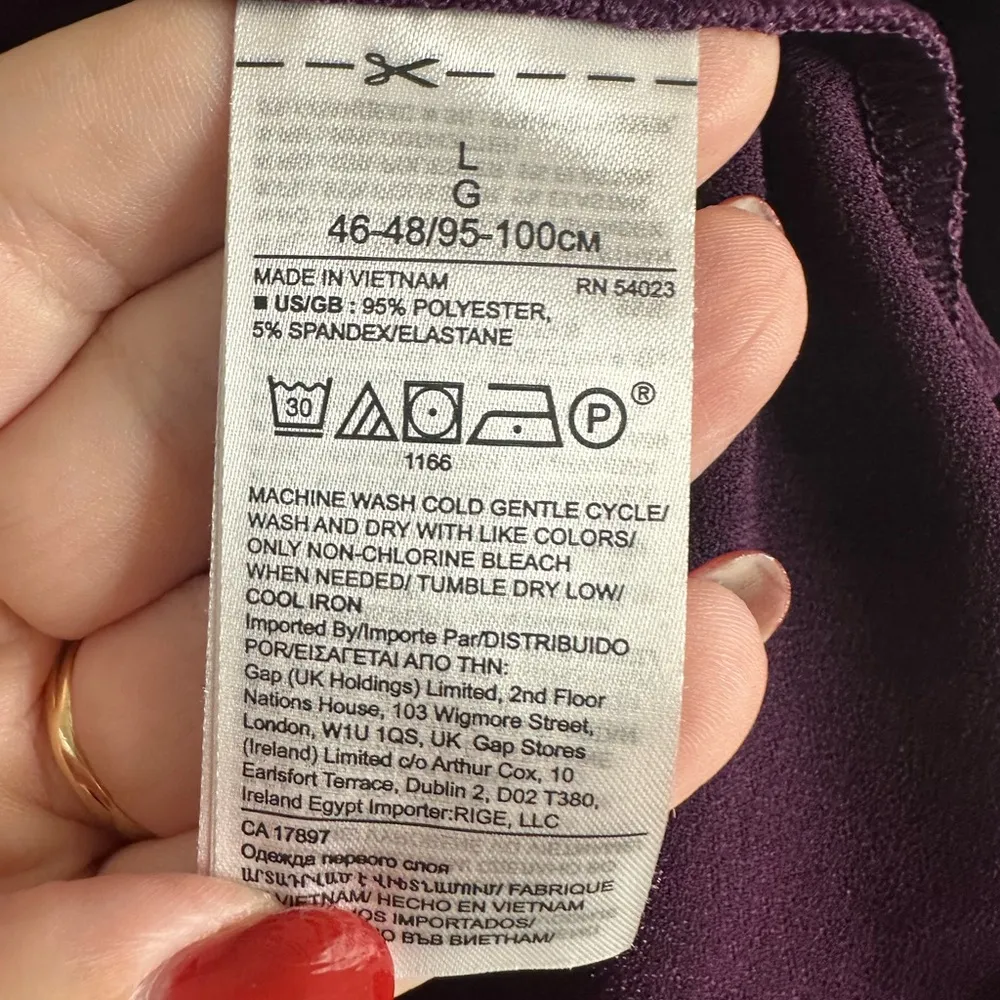 L
G
46-48/95-100CM
MADE IN VIETNAM RN 54023
■ US/GB : 95% POLYESTER,
5% SPANDEX/ELASTANE
30 P ®
1166
MACHINE WASH COLD GENTLE CYCLE/
WASH AND DRY WITH LIKE COLORS/
ONLY NON-CHLORINE BLEACH
WHEN NEEDED/ TUMBLE DRY LOW/
COOL IRON
Imported By/Importe Par/DISTRIBUIDO
POR/ΕΙΣΑΓΕΤΑΙ ΑΠΟ ΤΗΝ:
Gap (UK Holdings) Limited, 2nd Floor
Nations House, 103 Wigmore Street,
London, W1U 1QS, UK Gap Stores
(Ireland) Limited c/o Arthur Cox, 10
Earlsfort Terrace, Dublin 2, D02 T380,
Ireland Egypt Importer:RIGE, LLC
CA 17897
Одежда первого слоя
ԱՐՏԱԴՐՎԱԾ Է ՎԻԵՏՆԱՄՈՒՄ/ FABRIQUE
VIETNAM/ HECHO EN VIETNAM
IMPORTADOS/
ВЪВ ВИЕТНАМ/